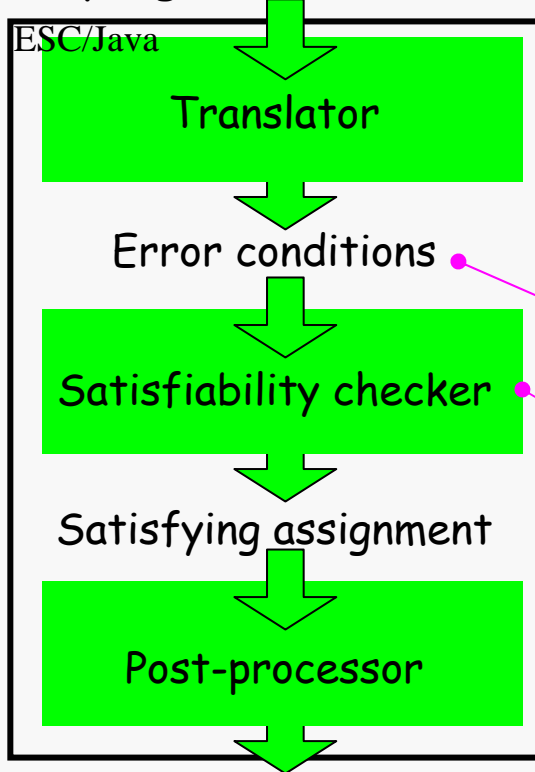 ESC/Java
Translator
Error conditions
Satisfiability checker
Satisfying assignment
Post-processor